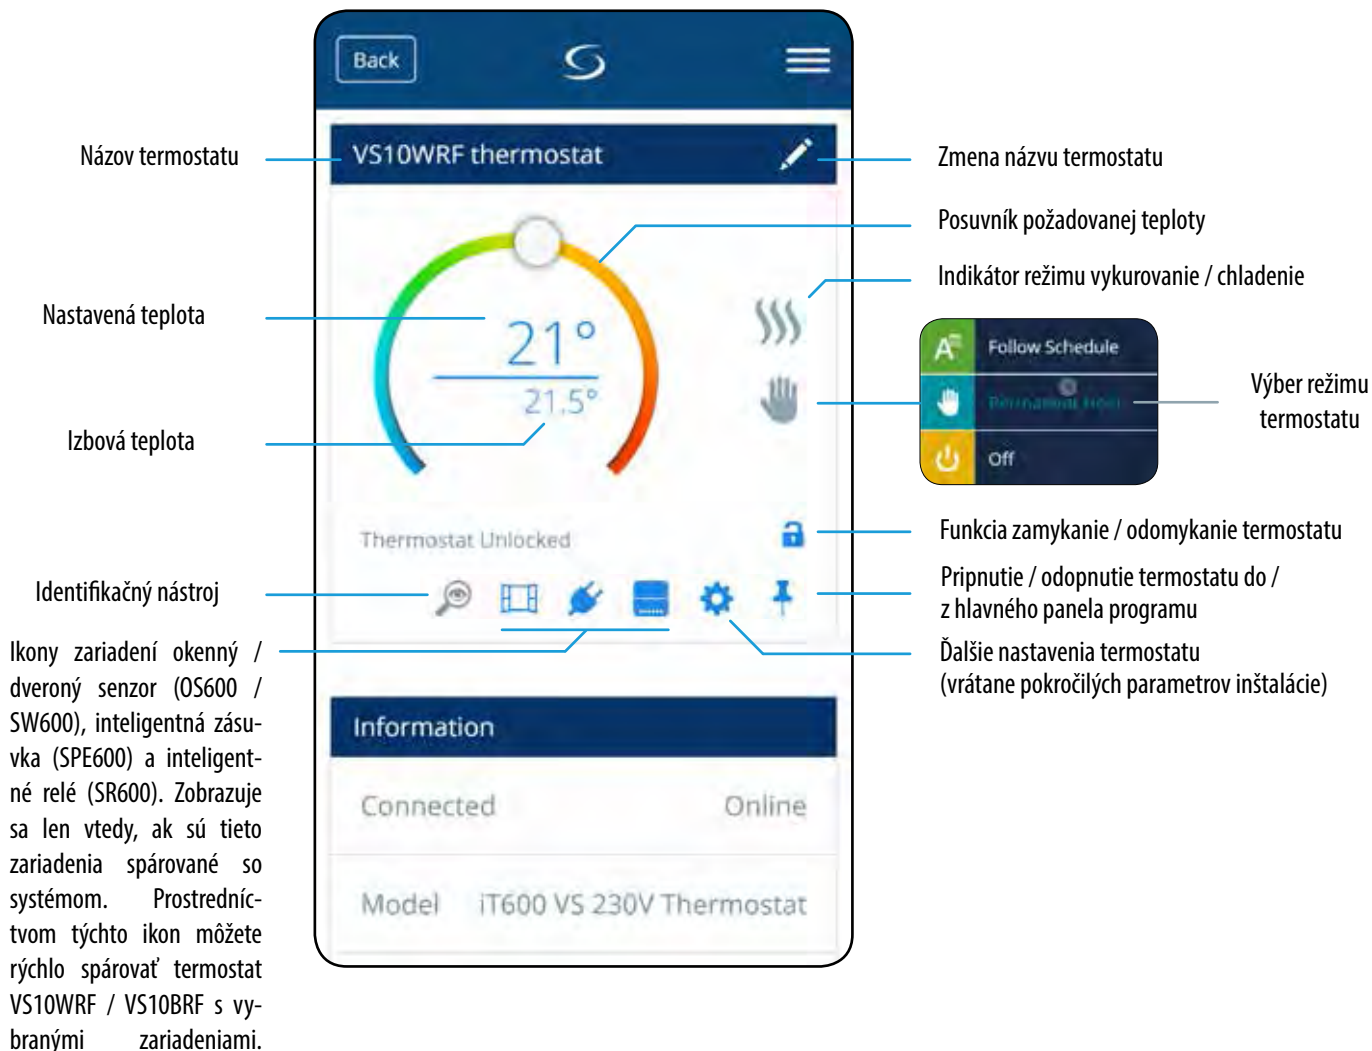 Back
Názov termostatu
VS10WRF thermostat
Zmena názvu termostatu
Posuvník požadovanej teploty
Indikátor režimu vykurovanie / chladenie
Nastavená teplota
21°
21.5°
Izbová teplota
A
Follow Schedule
Off
Výber režimu
termostatu
Thermostat Unlocked
Funkcia zamykanie / odomykanie termostatu
Identifikačný nástroj
Pripnutie / odopnutie termostatu do /
z hlavného panela programu
Ďalšie nastavenia termostatu
(vrátane pokročilých parametrov inštalácie)
Ikony zariadení okenný /
dveroný senzor (OS600 /
SW600), inteligentná zásu-
vka (SPE600) a inteligent-
né relé (SR600). Zobrazuje
sa len vtedy, ak sú tieto
zariadenia spárované so
systémom. Prostredníc-
tvom týchto ikon môžete
rýchlo spárovať termostat
VS10WRF / VS10BRF s vy-
branými zariadeniami.
Information
Connected Online
Model iT600 VS 230V Thermostat